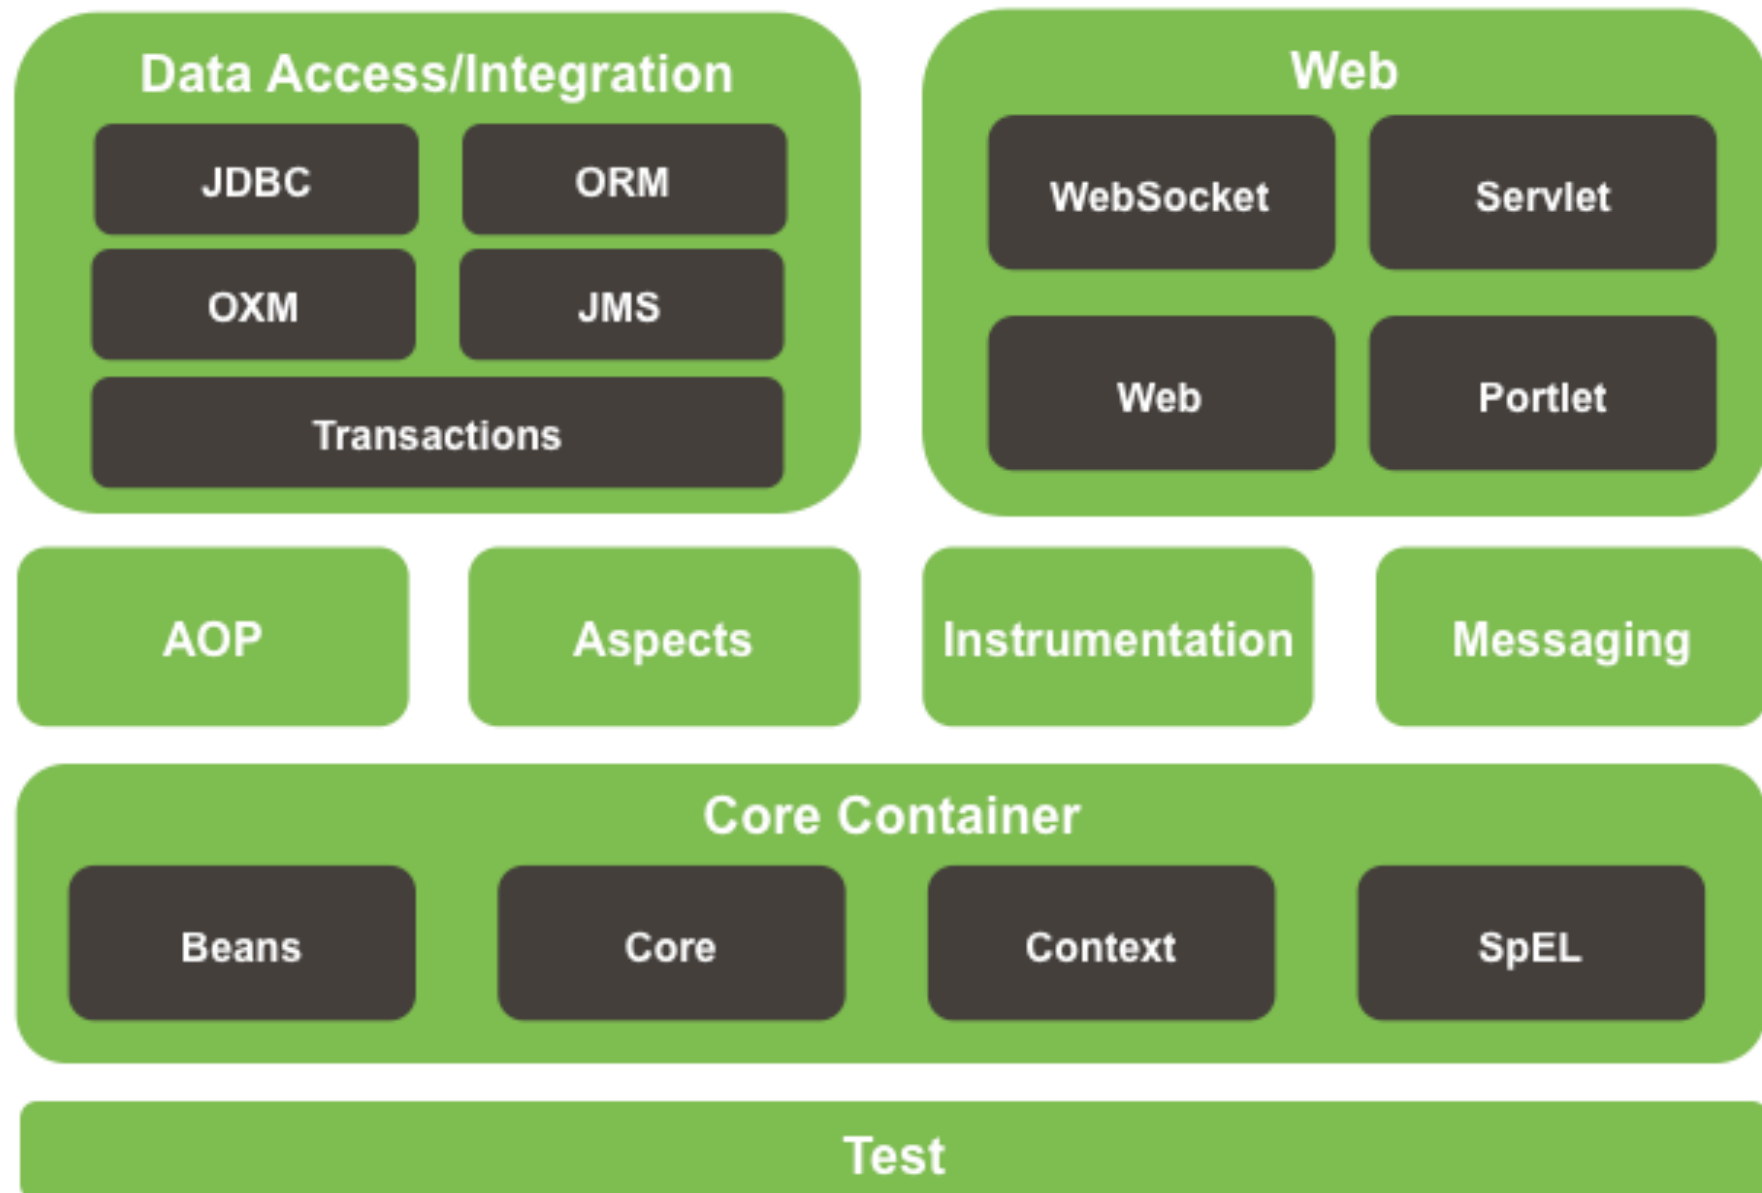 Data Access/Integration
JDBC
ORM
OXM
JMS
Transactions
Web
WebSocket
Servlet
Web
Portlet
AOP
Aspects
Instrumentation
Messaging
Core Container
Beans
Core
Context
SpEL
Test